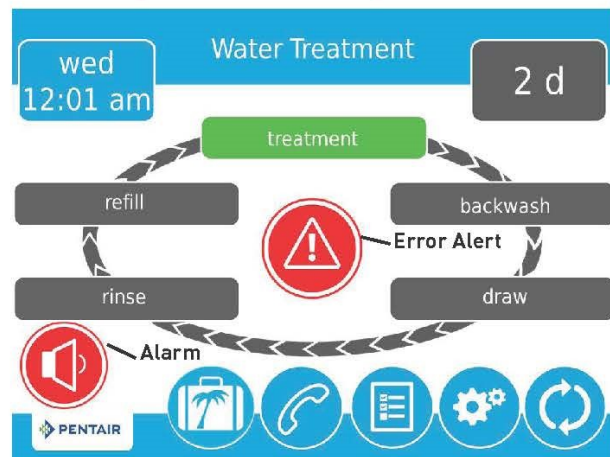 wed
12:01 am
Water Treatment
2 d
treatment
refill
backwash
Error Alert
rinse
draw
Alarm
PENTAIR